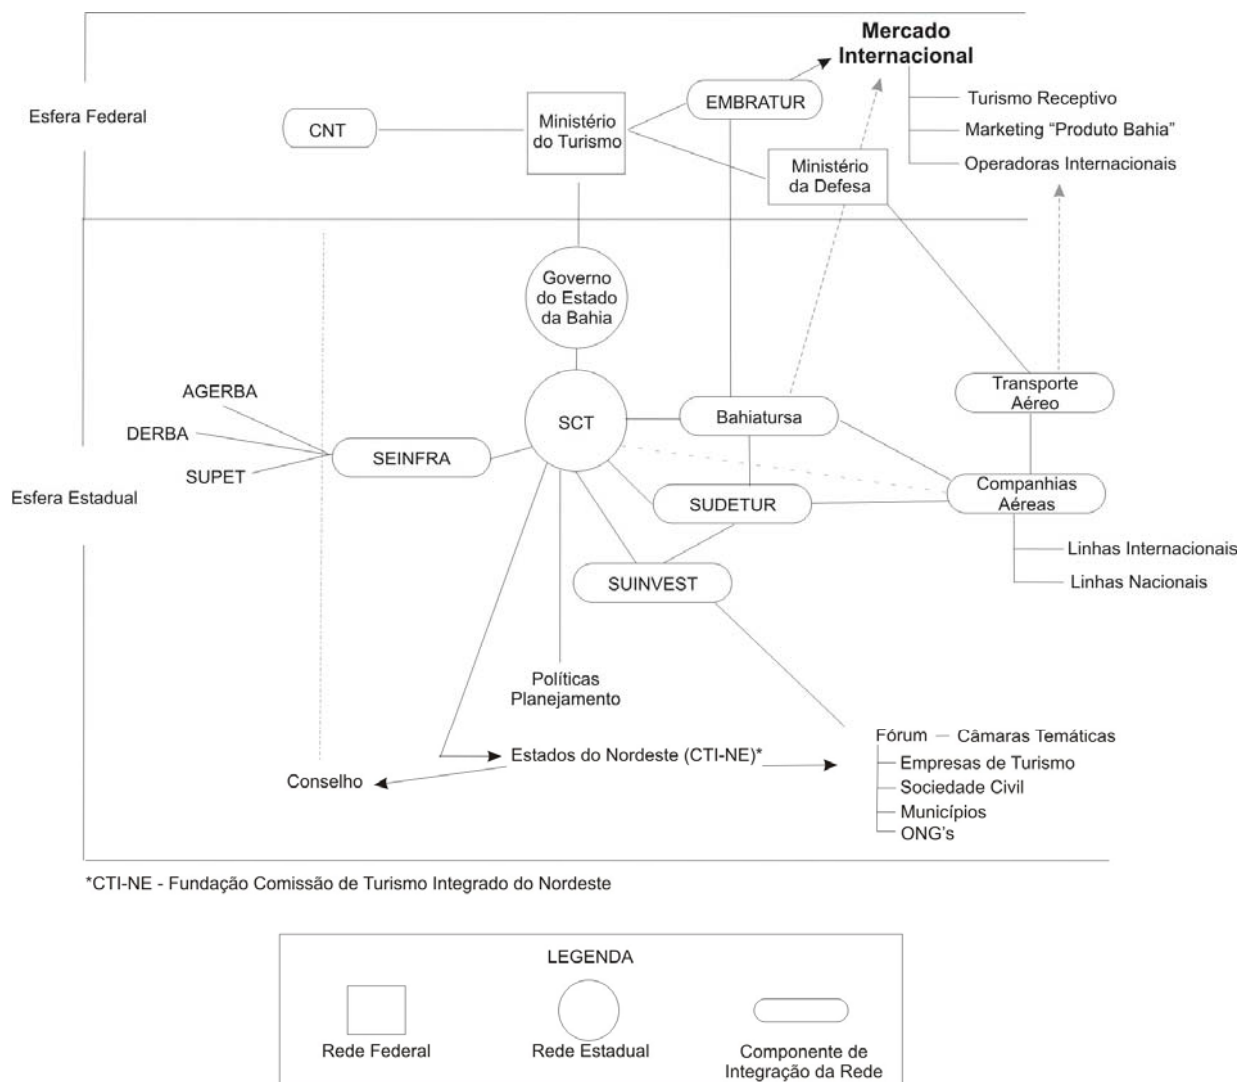 Mercado
Internacional
Esfera Federal
CNT
Ministério
do Turismo
EMBRATUR
Ministério
da Defesa
Turismo Receptivo
Marketing “Produto Bahia”
Operadoras Internacionais
Governo
do Estado
da Bahia
AGERBA
DERBA
SUPET
SEINFRA
SCT
Bahiatursa
Transporte
Aéreo
Esfera Estadual
SUDETUR
Companhias
Aéreas
SUINVEST
Linhas Internacionais
Linhas Nacionais
Políticas
Planejamento
Estados do Nordeste (CTI-NE)*
Conselho
Fórum — Câmaras Temáticas
Empresas de Turismo
Sociedade Civil
Municípios
ONG's
*CTI-NE - Fundação Comissão de Turismo Integrado do Nordeste
LEGENDA
Rede Federal
Rede Estadual
Componente de
Integração da Rede